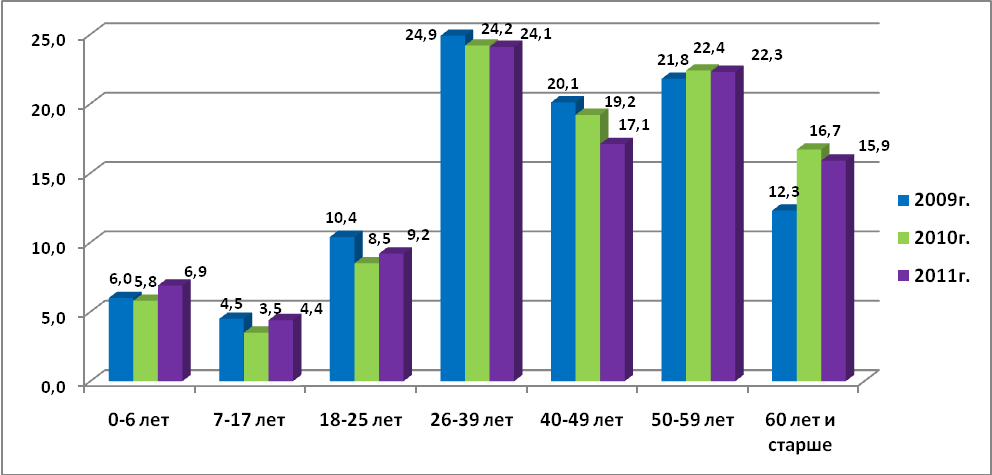 25,0
20,0
15,0
10,0
5,0
0,0
6,0 5,8 6,9
4,5 3,5 4,4
10,4 8,5 9,2
24,9 24,2 24,1
20,1 19,2 17,1
21,8 22,4 22,3
12,3 16,7 15,9
0-6 лет
7-17 лет
18-25 лет
26-39 лет
40-49 лет
50-59 лет
60 лет и
старше
2009г.
2010г.
2011г.